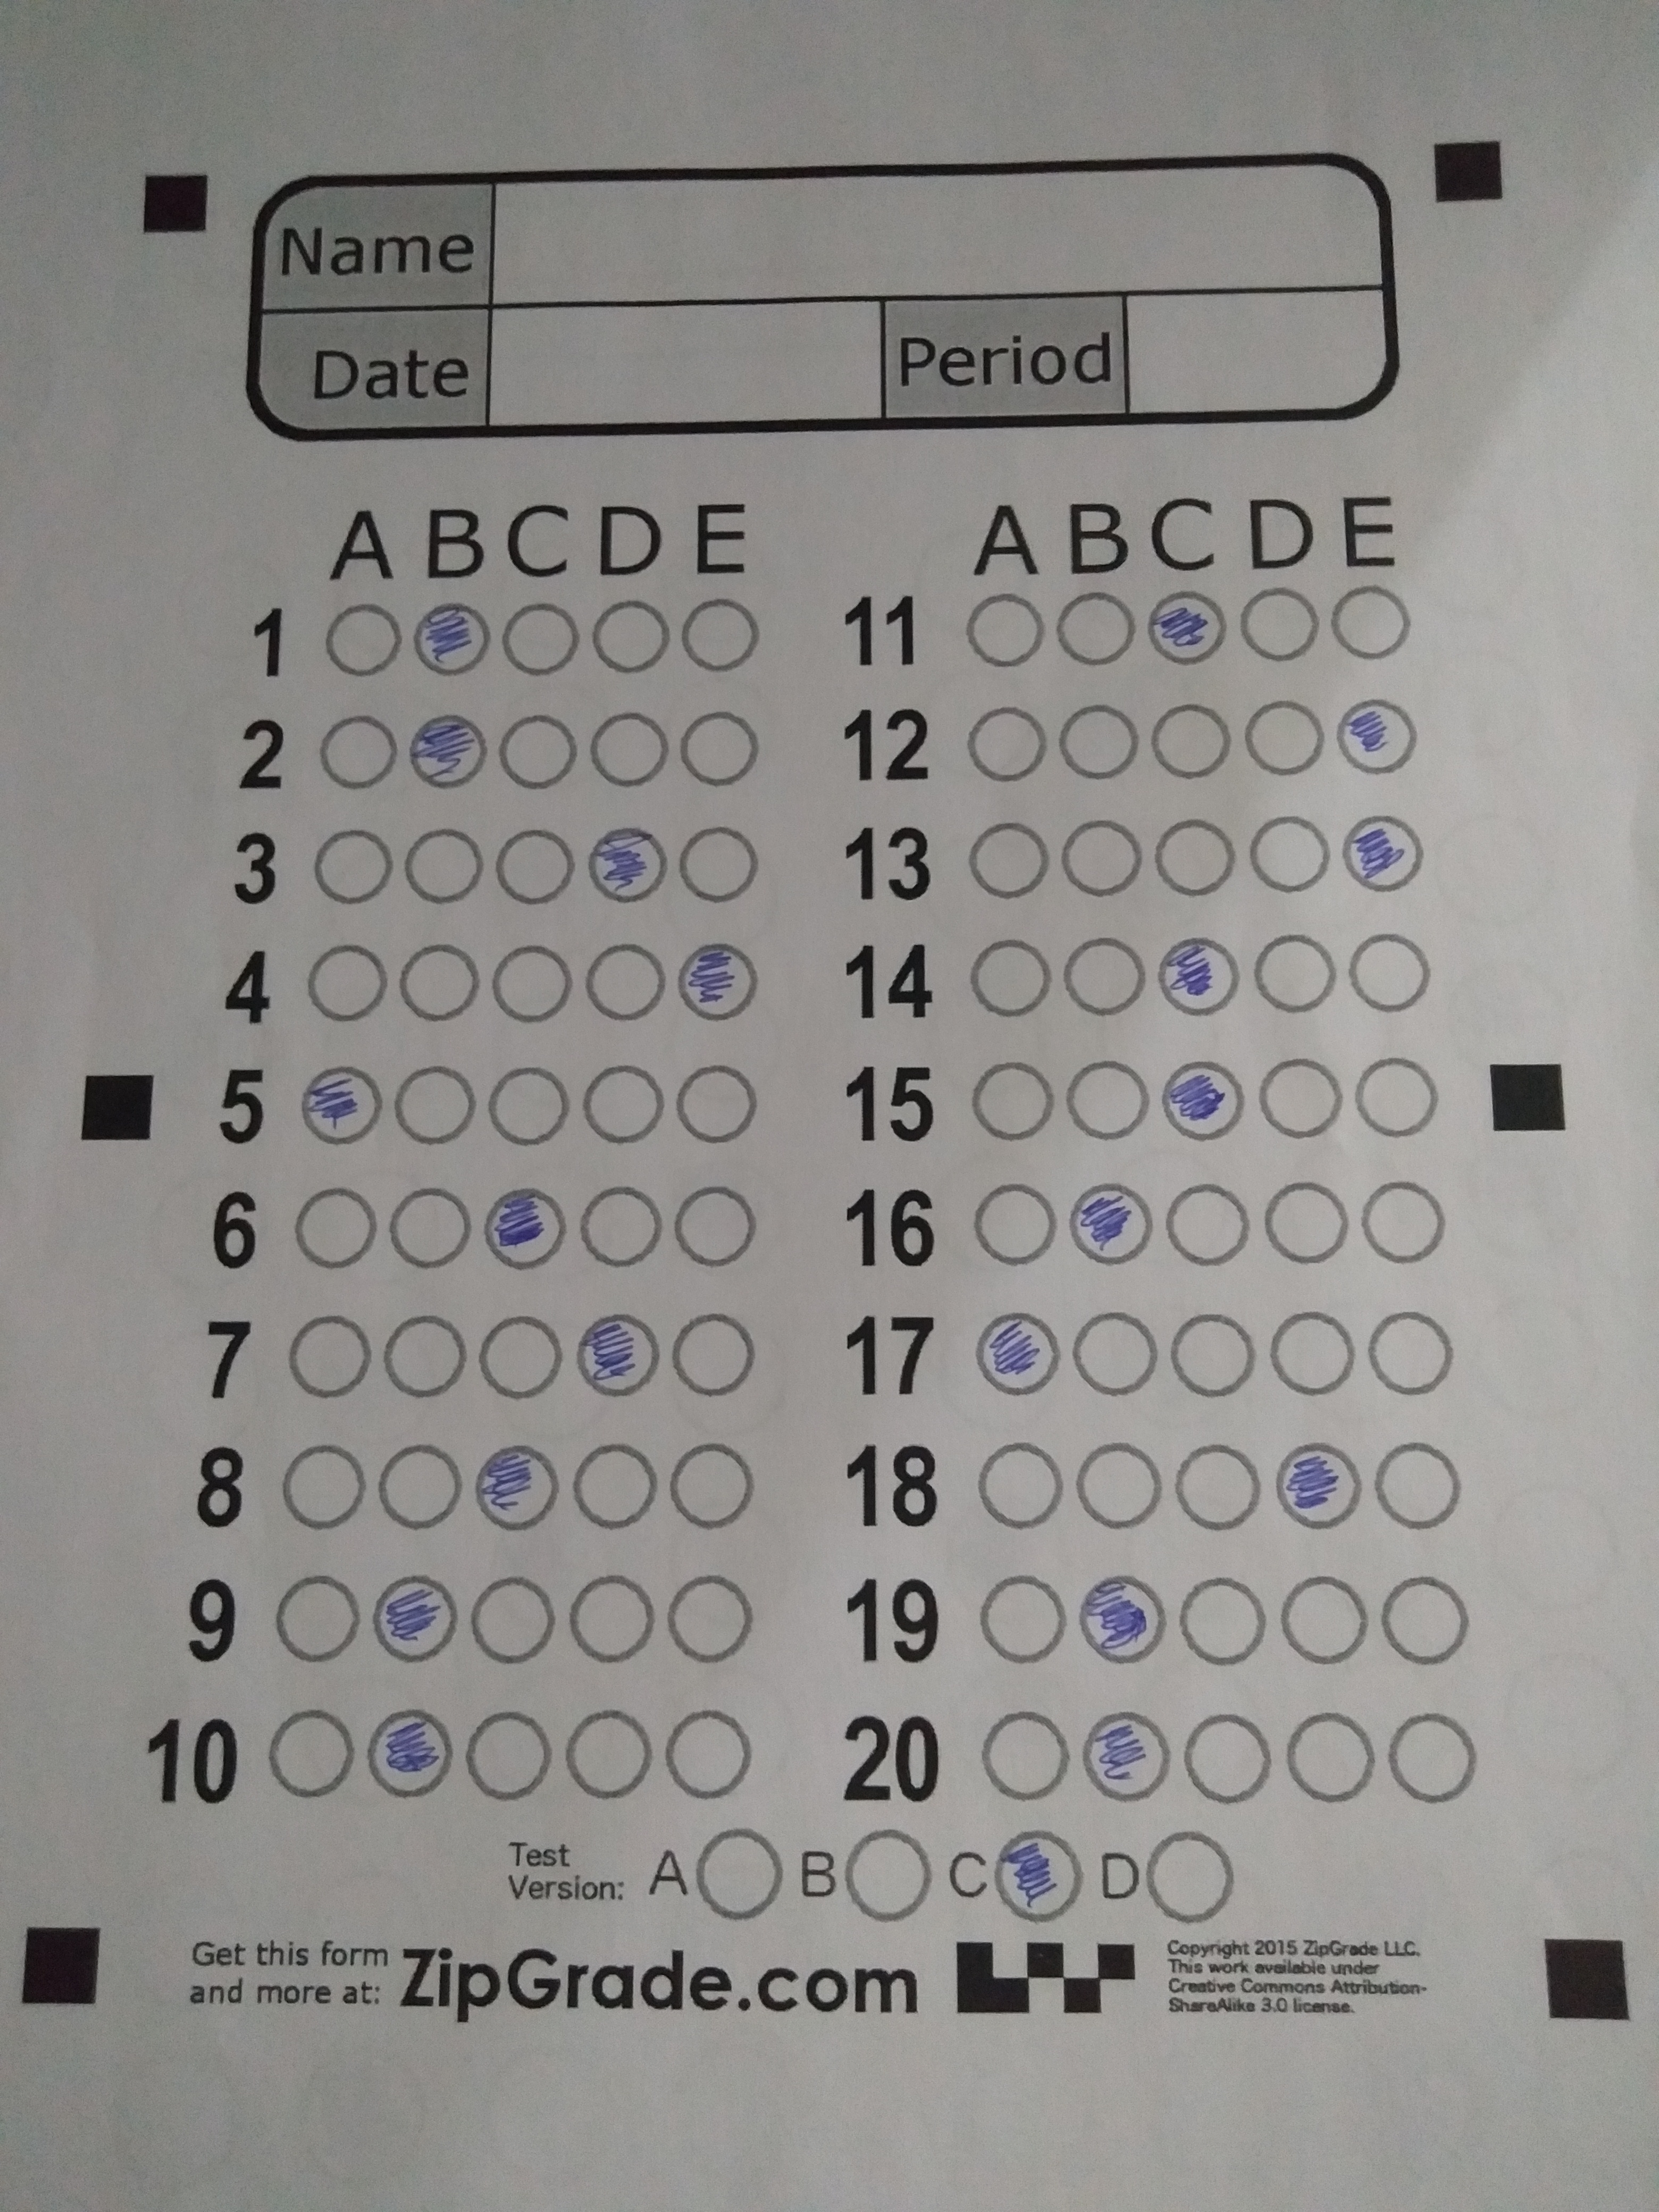 Name
Date Period
A B C D E A B C D E
1 11
2 12
3 13
4 14
5 15
6 16
7 17
8 18
9 19
10 20
Test
Version: A B C D
Get this form
and more at: ZipGrade.com
Copyright 2015 ZipGrade LLC.
This work available under
Creative Commons Attribution-
ShareAlike 3.0 license.